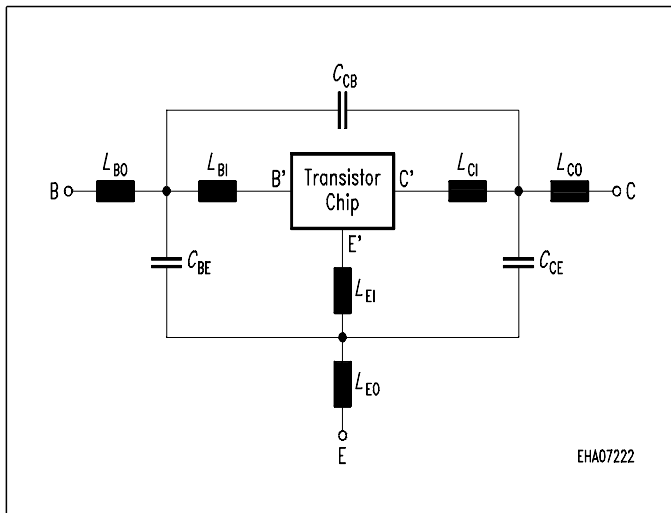 C_CB
L_BO
L_BI
L_CI
L_CO
B
B'
Transistor
Chip
C'
C
E'
C_BE
C_CE
L_EI
L_EO
E
EHA07222